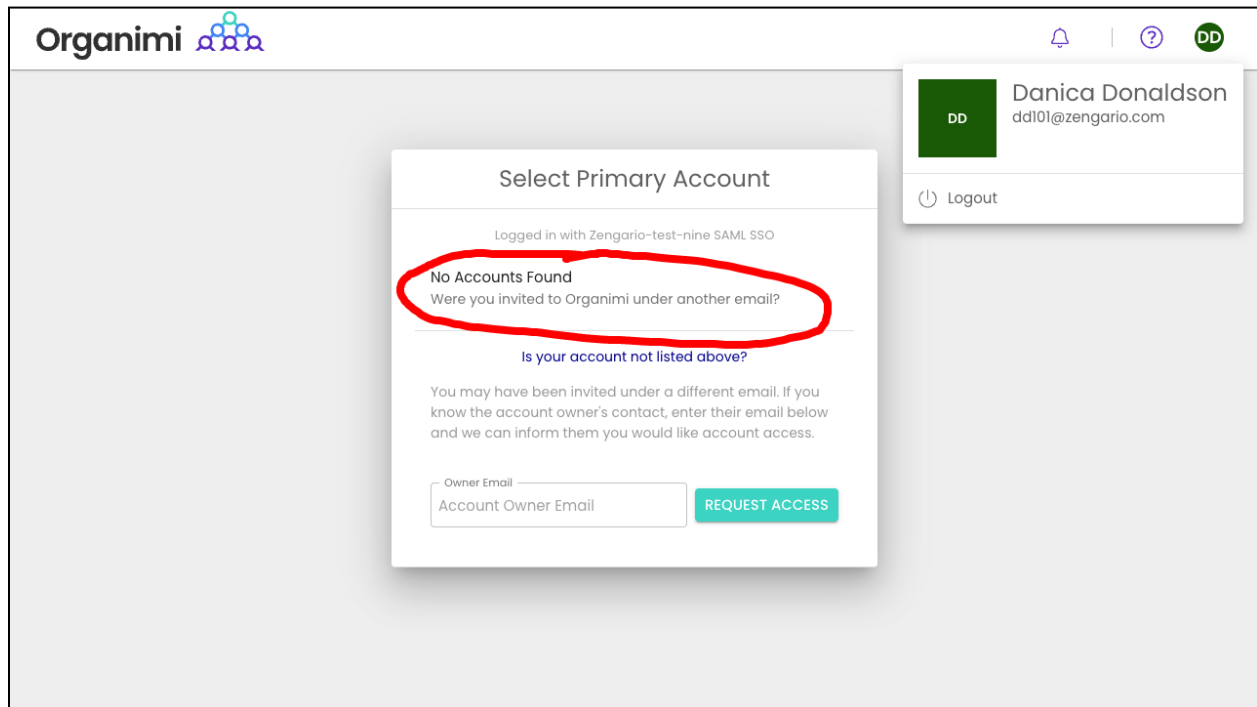 Organimi
DD
DD
Danica Donaldson
dd101@zengario.com
Logout
Select Primary Account
Logged in with Zengario-test-nine SAML SSO
No Accounts Found
Were you invited to Organimi under another email?
Is your account not listed above?
You may have been invited under a different email. If you
know the account owner's contact, enter their email below
and we can inform them you would like account access.
Owner Email
Account Owner Email
REQUEST ACCESS